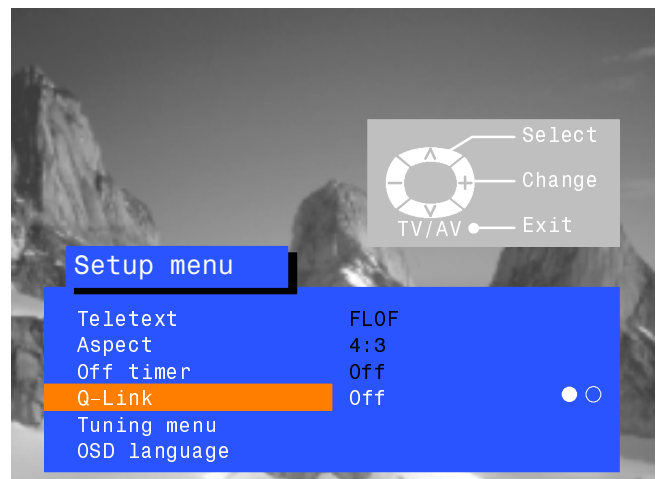 Select
Change
TV/AV Exit
Setup menu
Teletext FLOF
Aspect 4:3
Off timer Off
Q-Link Off
Tuning menu
OSD language